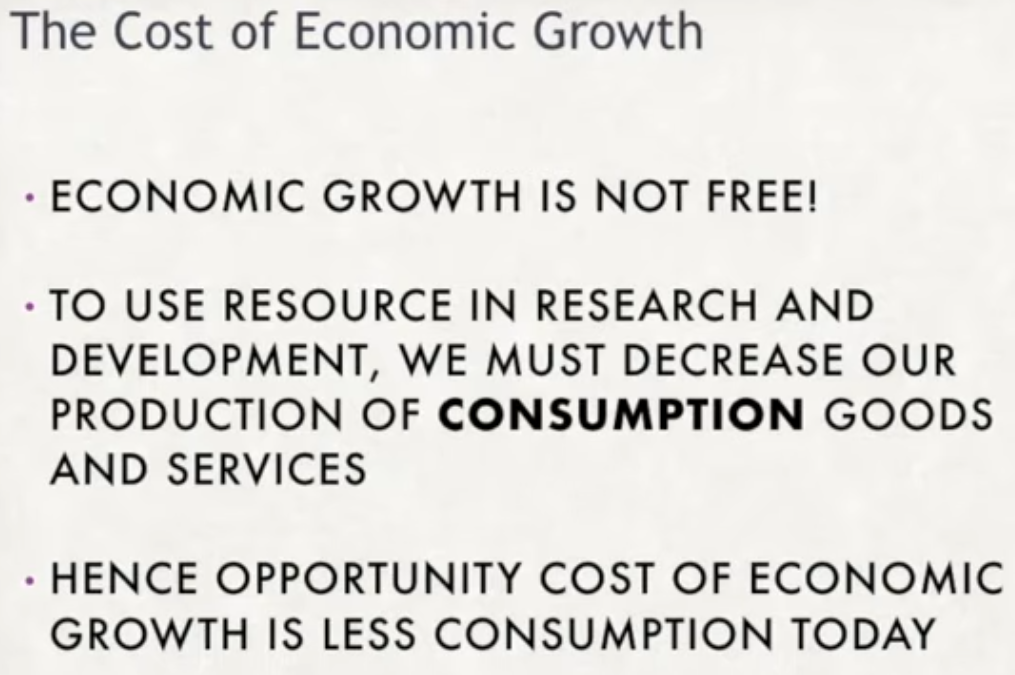 The Cost of Economic Growth
• ECONOMIC GROWTH IS NOT FREE!
• TO USE RESOURCE IN RESEARCH AND
DEVELOPMENT, WE MUST DECREASE OUR
PRODUCTION OF CONSUMPTION GOODS
AND SERVICES
• HENCE OPPORTUNITY COST OF ECONOMIC
GROWTH IS LESS CONSUMPTION TODAY